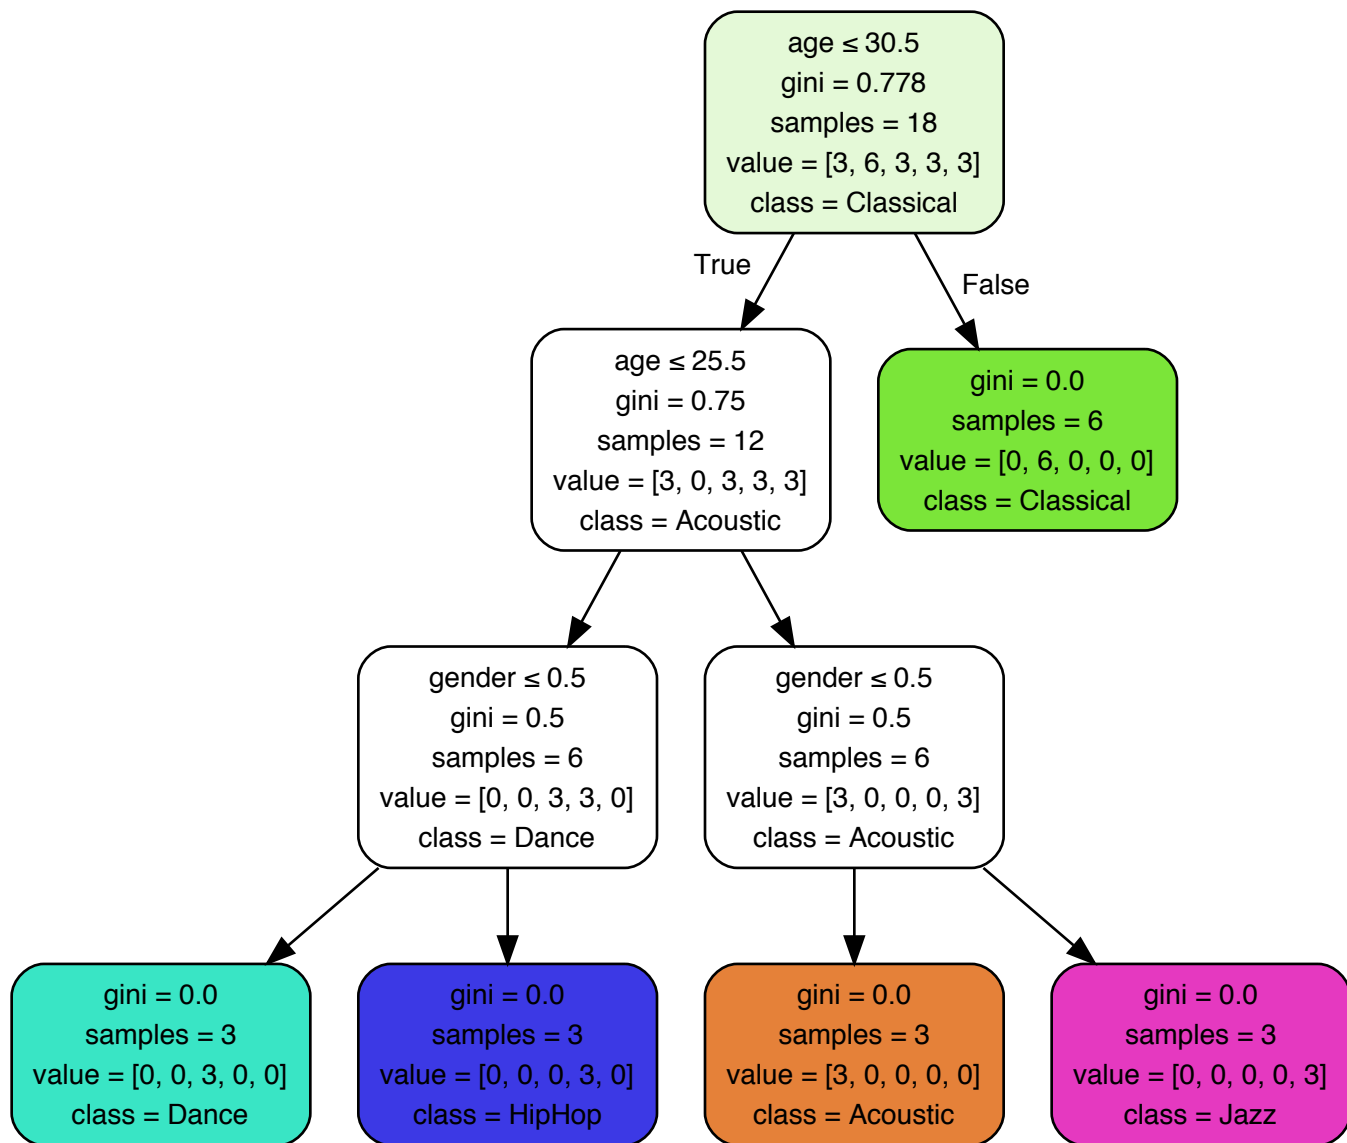 age ≤ 30.5
gini = 0.778
samples = 18
value = [3, 6, 3, 3, 3]
class = Classical
True
False
age ≤ 25.5
gini = 0.75
samples = 12
value = [3, 0, 3, 3, 3]
class = Acoustic
gini = 0.0
samples = 6
value = [0, 6, 0, 0, 0]
class = Classical
gender ≤ 0.5
gini = 0.5
samples = 6
value = [0, 0, 3, 3, 0]
class = Dance
gender ≤ 0.5
gini = 0.5
samples = 6
value = [3, 0, 0, 0, 3]
class = Acoustic
gini = 0.0
samples = 3
value = [0, 0, 3, 0, 0]
class = Dance
gini = 0.0
samples = 3
value = [0, 0, 0, 3, 0]
class = HipHop
gini = 0.0
samples = 3
value = [3, 0, 0, 0, 0]
class = Acoustic
gini = 0.0
samples = 3
value = [0, 0, 0, 0, 3]
class = Jazz